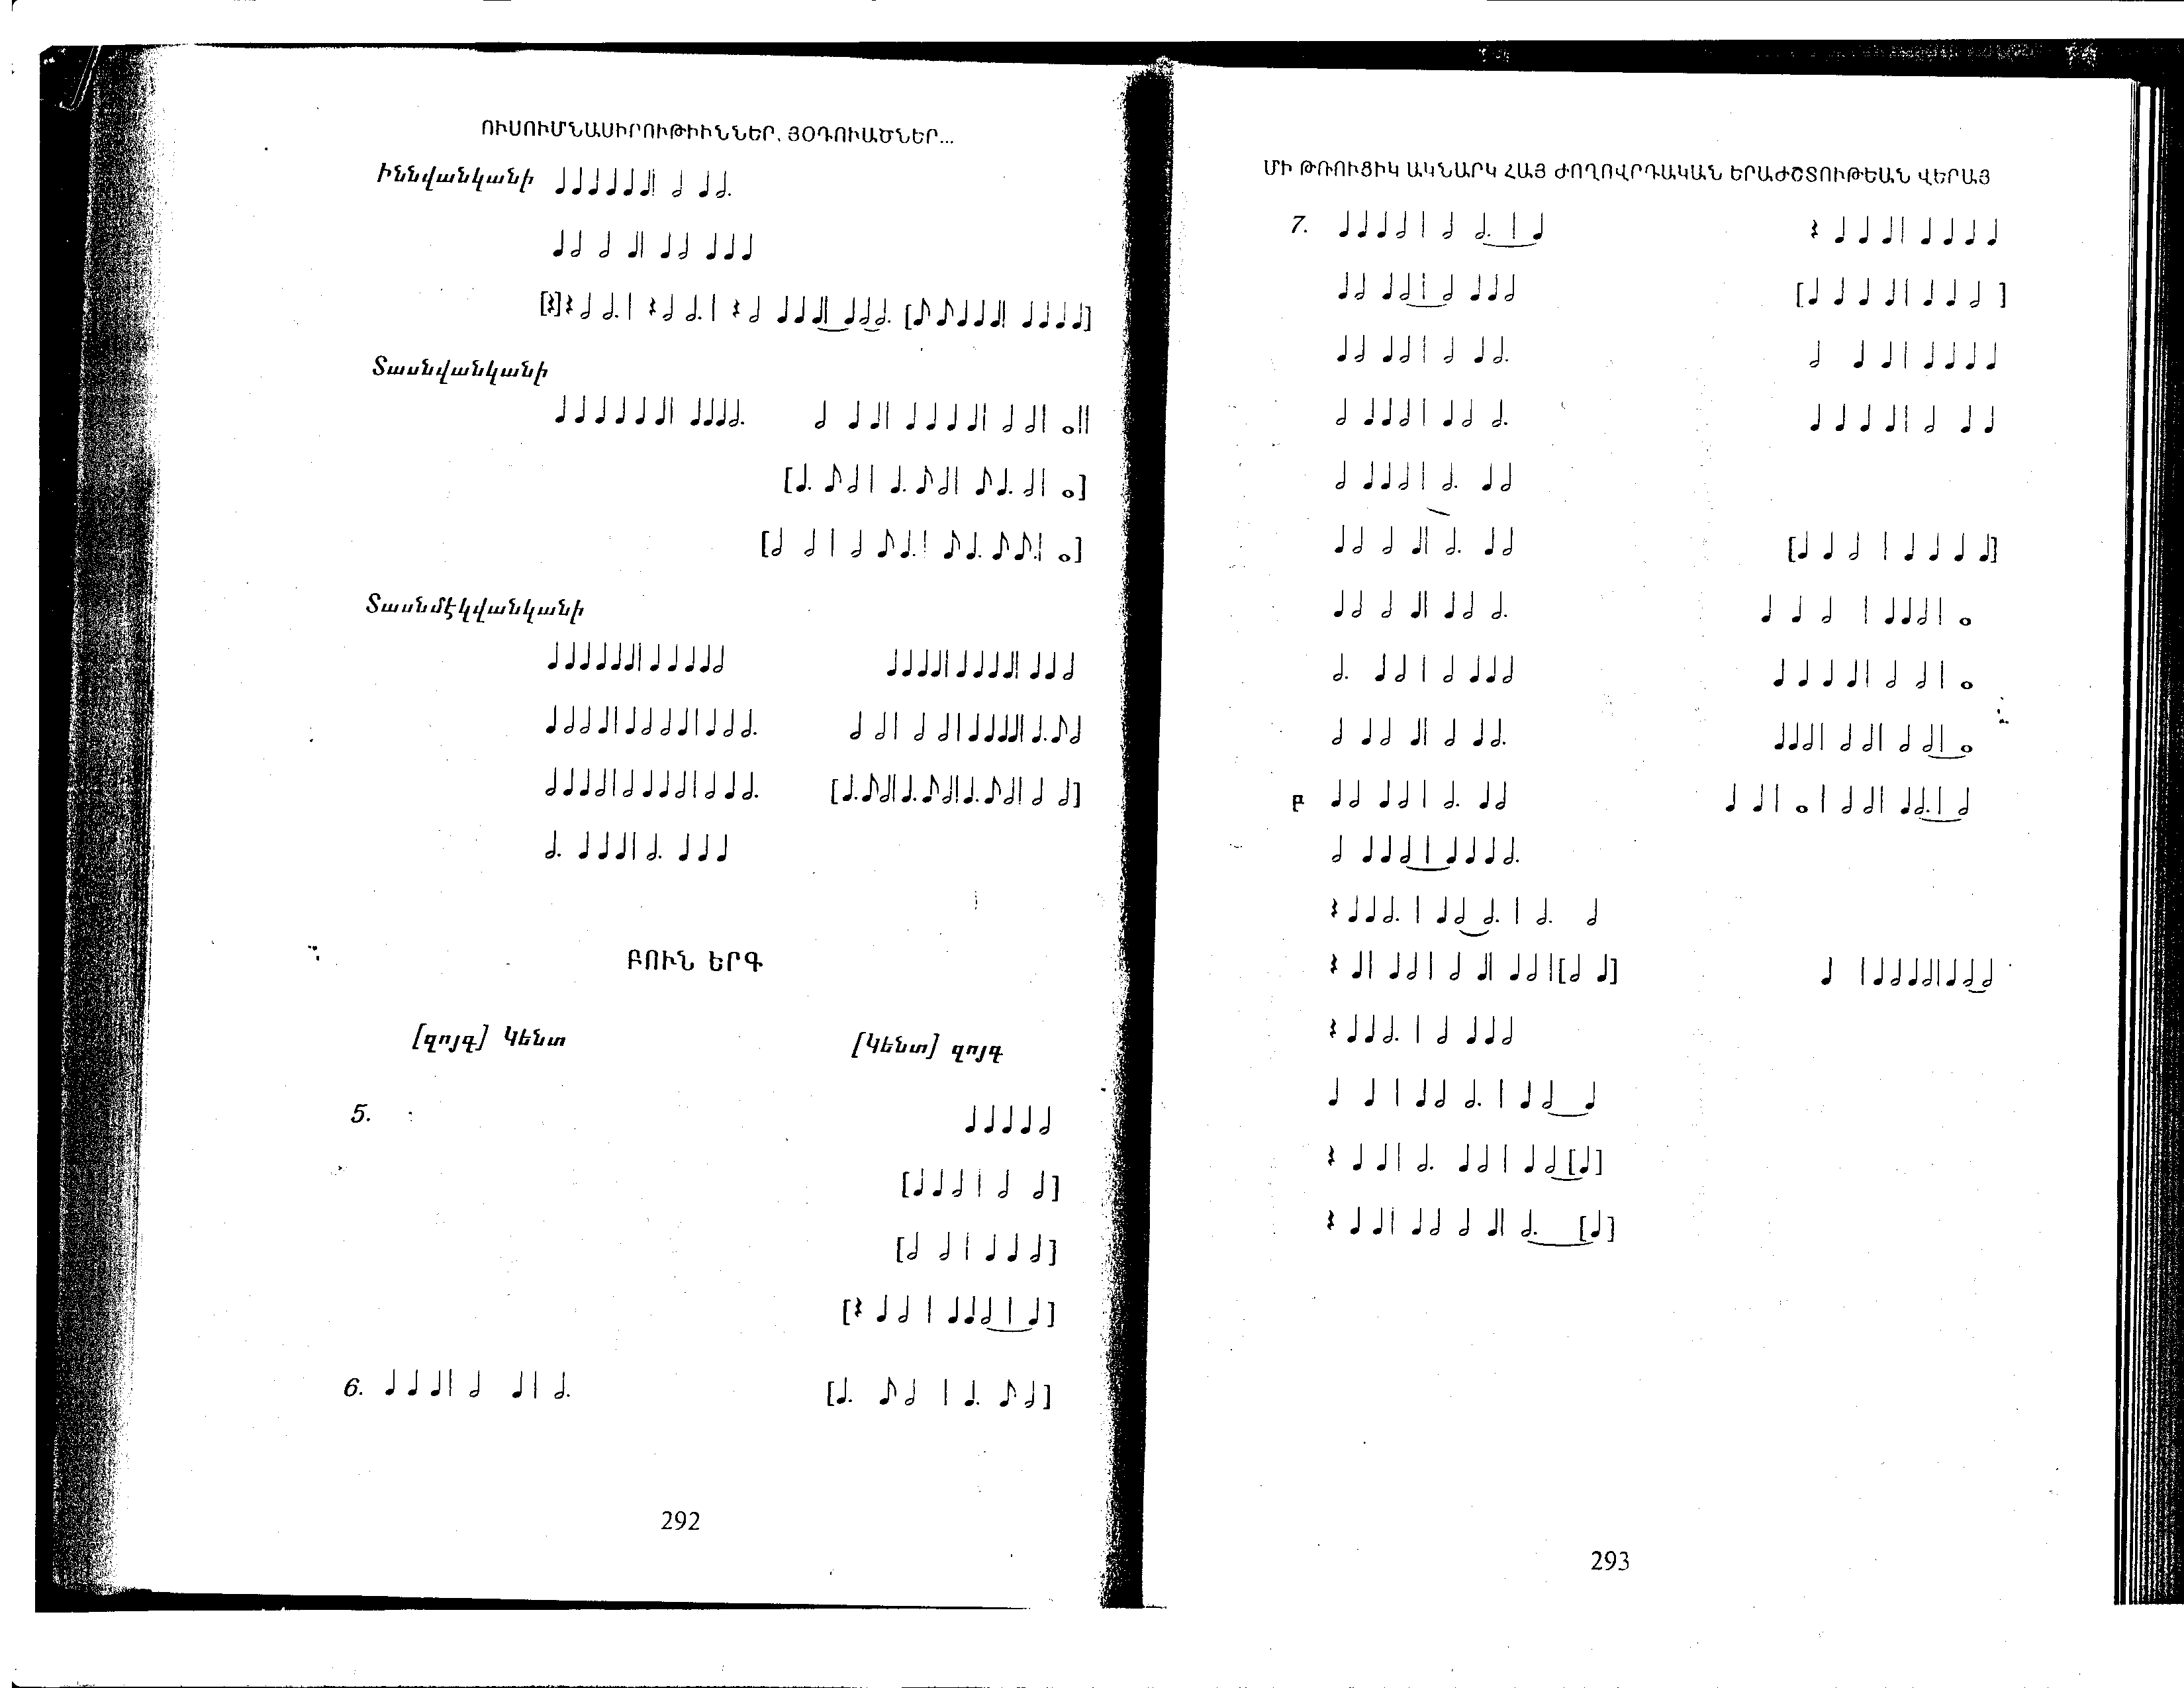 ՈՒՍՈՒՄՆԱՍԻՐՈՒԹԻՒՆՆԵՐ, ՅՕԴՈՒԱԾՆԵՐ...
Իննվանկանի
Տասնվանկանի
Տասնմէկվանկանի
ԲՈՒՆ ԵՐԳ
[զոյգ] Կենտ
[Կենտ] զոյգ
5.
6.
292
ՄԻ ԹՌՈՒՑԻԿ ԱԿՆԱՐԿ ՀԱՅ ԺՈՂՈՎՐԴԱԿԱՆ ԵՐԱԺՇՏՈՒԹԵԱՆ ՎԵՐԱՅ
7.
բ
293